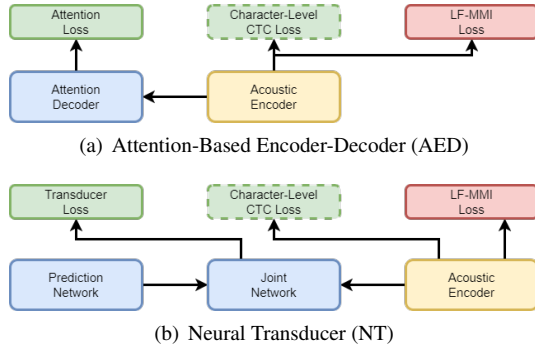 Attention
Loss
Character-Level
CTC Loss
LF-MMI
Loss
Attention
Decoder
Acoustic
Encoder
(a) Attention-Based Encoder-Decoder (AED)
Transducer
Loss
Character-Level
CTC Loss
LF-MMI
Loss
Prediction
Network
Joint
Network
Acoustic
Encoder
(b) Neural Transducer (NT)